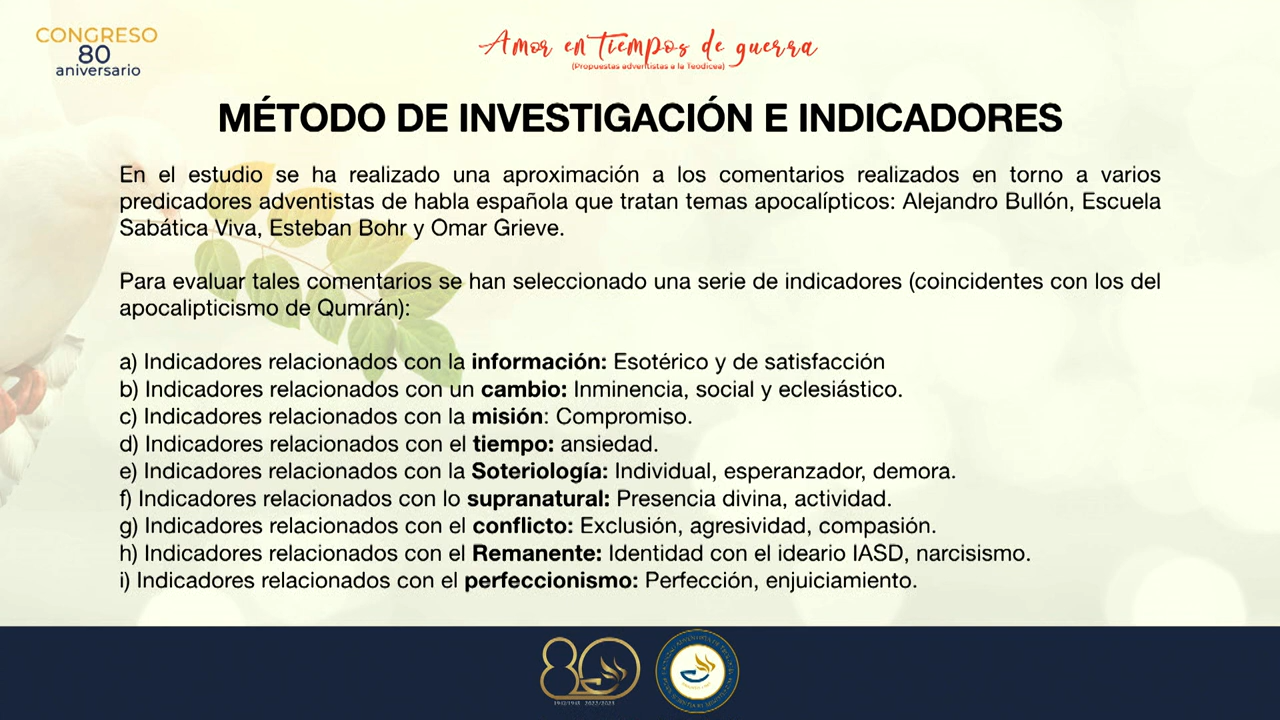 CONGRESO
80
aniversario
Amor en Tiempos de guerra
(Propuestas adventistas a la Teodicea)
MÉTODO DE INVESTIGACIÓN E INDICADORES
En el estudio se ha realizado una aproximación a los comentarios realizados en torno a varios
predicadores adventistas de habla española que tratan temas apocalípticos: Alejandro Bullón, Escuela
Sabática Viva, Esteban Bohr y Omar Grieve.
Para evaluar tales comentarios se han seleccionado una serie de indicadores (coincidentes con los del
apocalipticismo de Qumrán):
a) Indicadores relacionados con la información: Esotérico y de satisfacción
b) Indicadores relacionados con un cambio: Inminencia, social y eclesiástico.
c) Indicadores relacionados con la misión: Compromiso.
d) Indicadores relacionados con el tiempo: ansiedad.
e) Indicadores relacionados con la Soteriología: Individual, esperanzador, demora.
f) Indicadores relacionados con lo supranatural: Presencia divina, actividad.
g) Indicadores relacionados con el conflicto: Exclusión, agresividad, compasión.
h) Indicadores relacionados con el Remanente: Identidad con el ideario IASD, narcisismo.
i) Indicadores relacionados con el perfeccionismo: Perfección, enjuiciamiento.
80